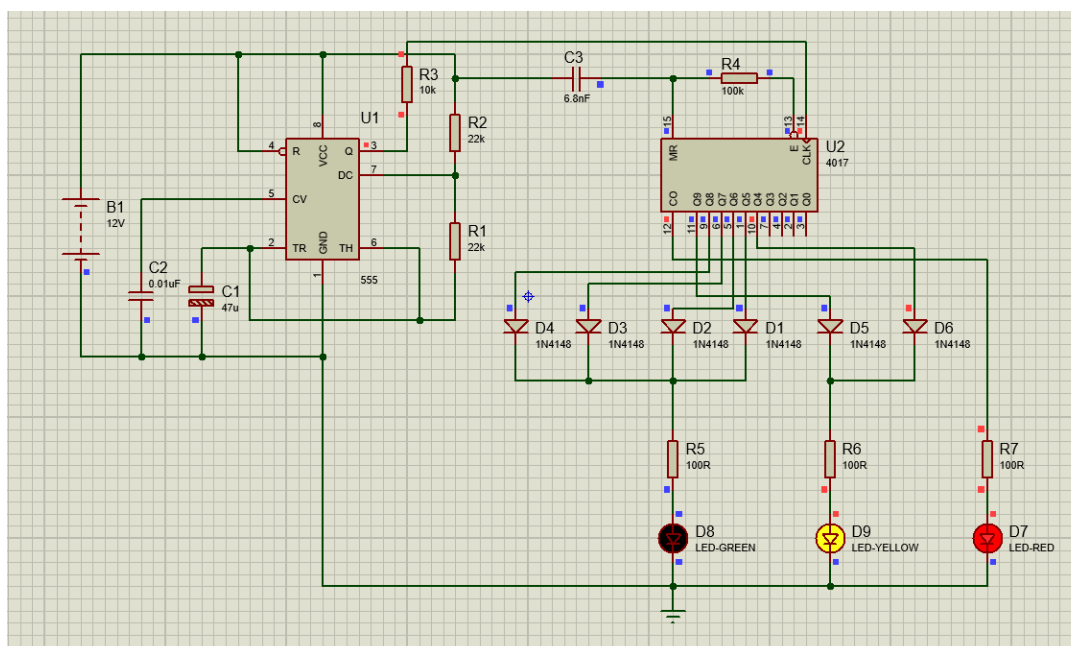 C3
6.8nF
R4
100k
R3
10k
R2
22k
R1
22k
U1
555
8
VCC
4
R
Q
3
DC
7
5
CV
2
TR
GND
1
TH
6
B1
12V
C2
0.01uF
C1
47u
U2
4017
15
MR
13
E
14
CLK
CO
Q9
Q8
Q7
Q6
Q5
Q4
Q3
Q2
Q1
Q0
12
11
9
6
5
1
10
7
4
2
3
D4
1N4148
D3
1N4148
D2
1N4148
D1
1N4148
D5
1N4148
D6
1N4148
R5
100R
R6
100R
R7
100R
D8
LED-GREEN
D9
LED-YELLOW
D7
LED-RED